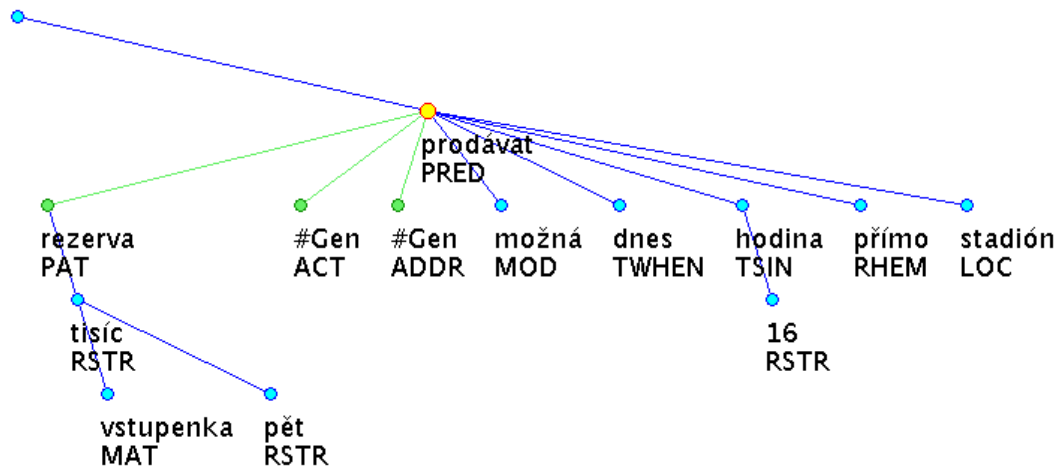 prodávat
PRED
rezerva
PAT
#Gen
ACT
#Gen
ADDR
možná
MOD
dnes
TWHEN
hodina
TSIN
přímo
RHEM
stadión
LOC
tisíc
RSTR
16
RSTR
vstupenka
MAT
pět
RSTR